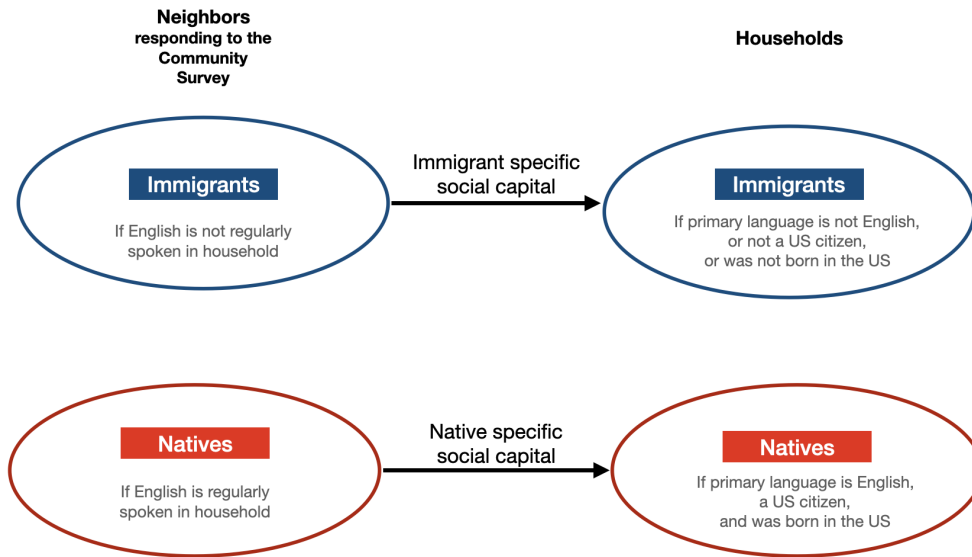 Neighbors
responding to the
Community
Survey
Households
Immigrants
If English is not regularly
spoken in household
Immigrant specific
social capital
Immigrants
If primary language is not English,
or not a US citizen,
or was not born in the US
Natives
If English is regularly
spoken in household
Native specific
social capital
Natives
If primary language is English,
a US citizen,
and was born in the US